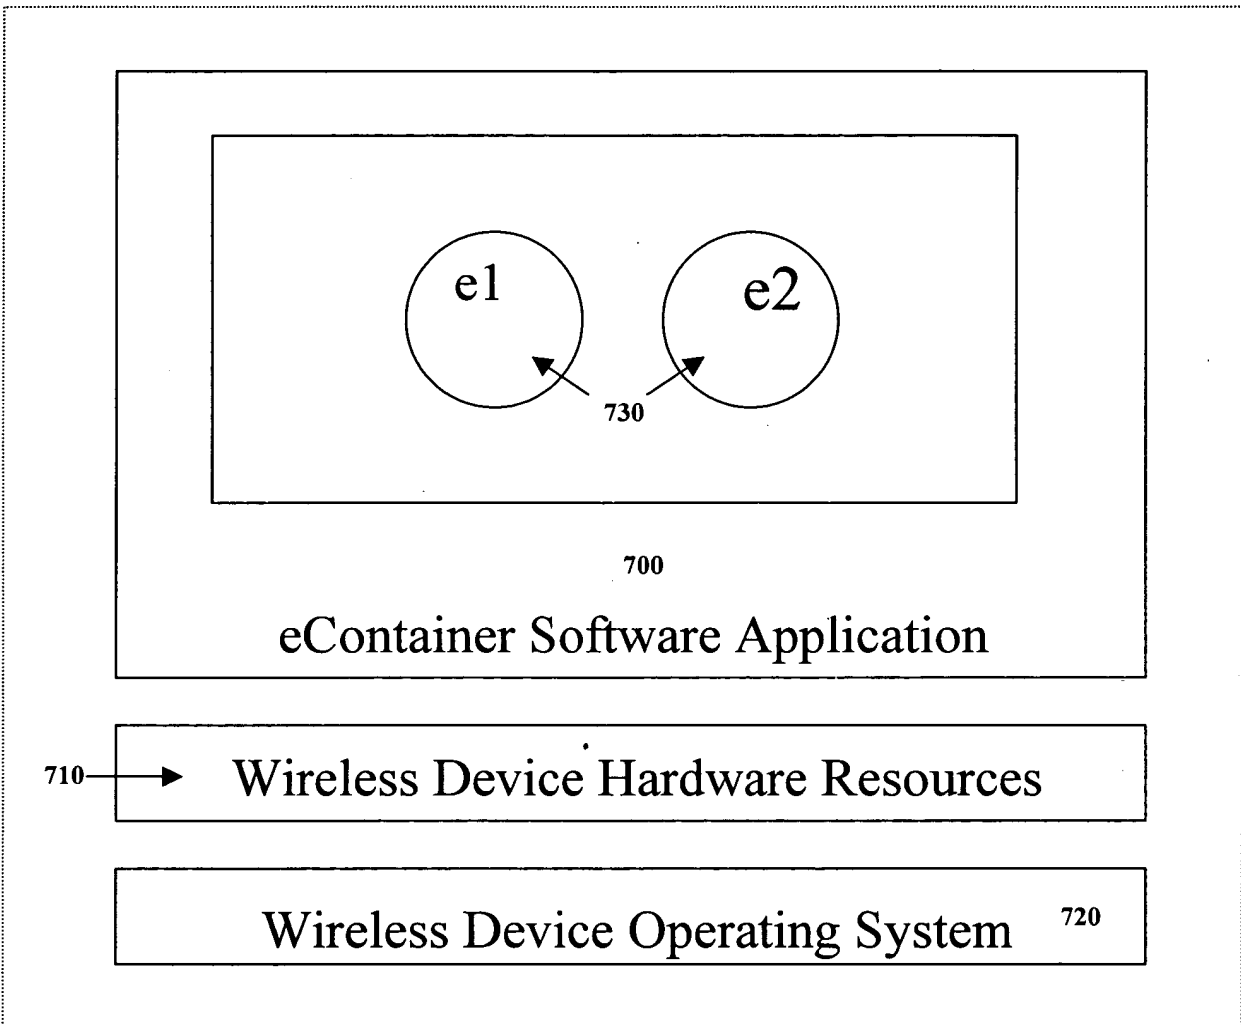 e1
e2
730
700
eContainer Software Application
710
Wireless Device Hardware Resources
Wireless Device Operating System 720